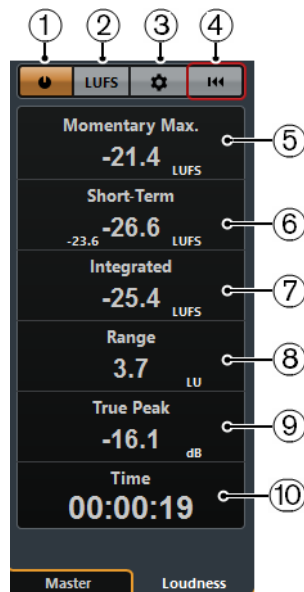 ① ② ③ ④
LUFS
Momentary Max.
-21.4 LUFS
⑤
Short-Term
-23.6 -26.6 LUFS
⑥
Integrated
-25.4 LUFS
⑦
Range
3.7 LU
⑧
True Peak
-16.1 dB
⑨
Time
00:00:19
⑩
Master Loudness